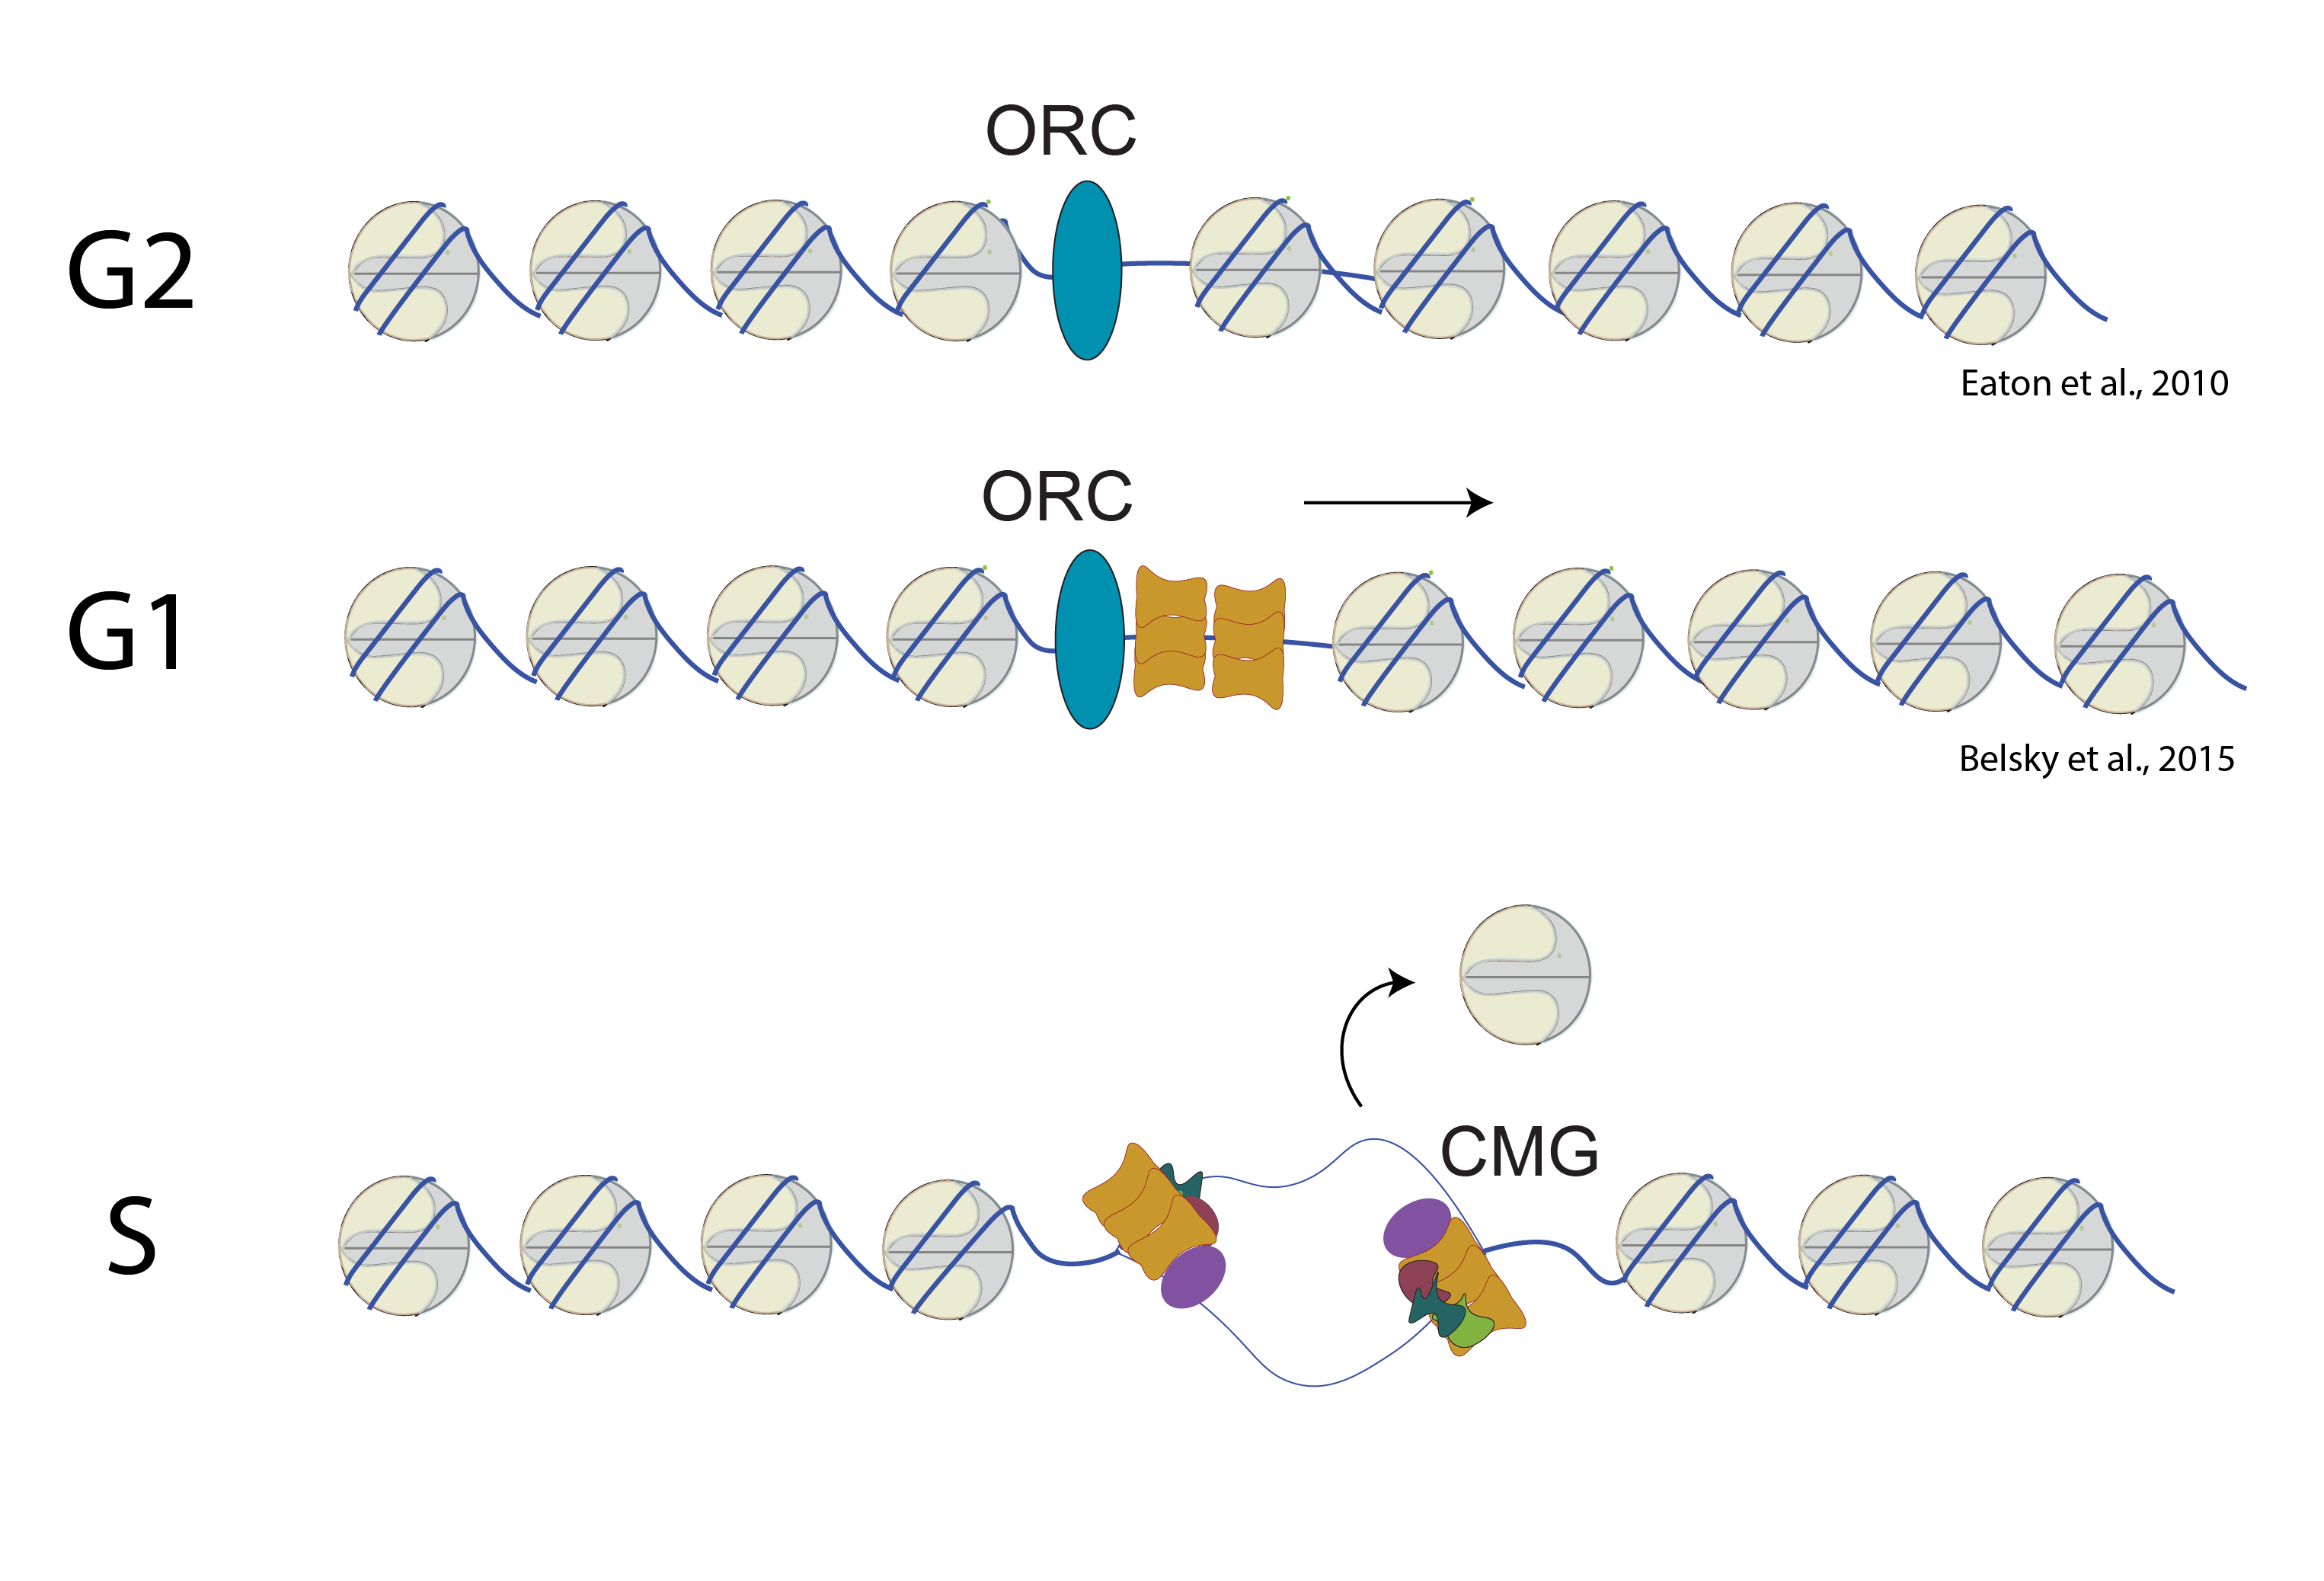 ORC
G2
Eaton et al., 2010
ORC
G1
Belsky et al., 2015
CMG
S